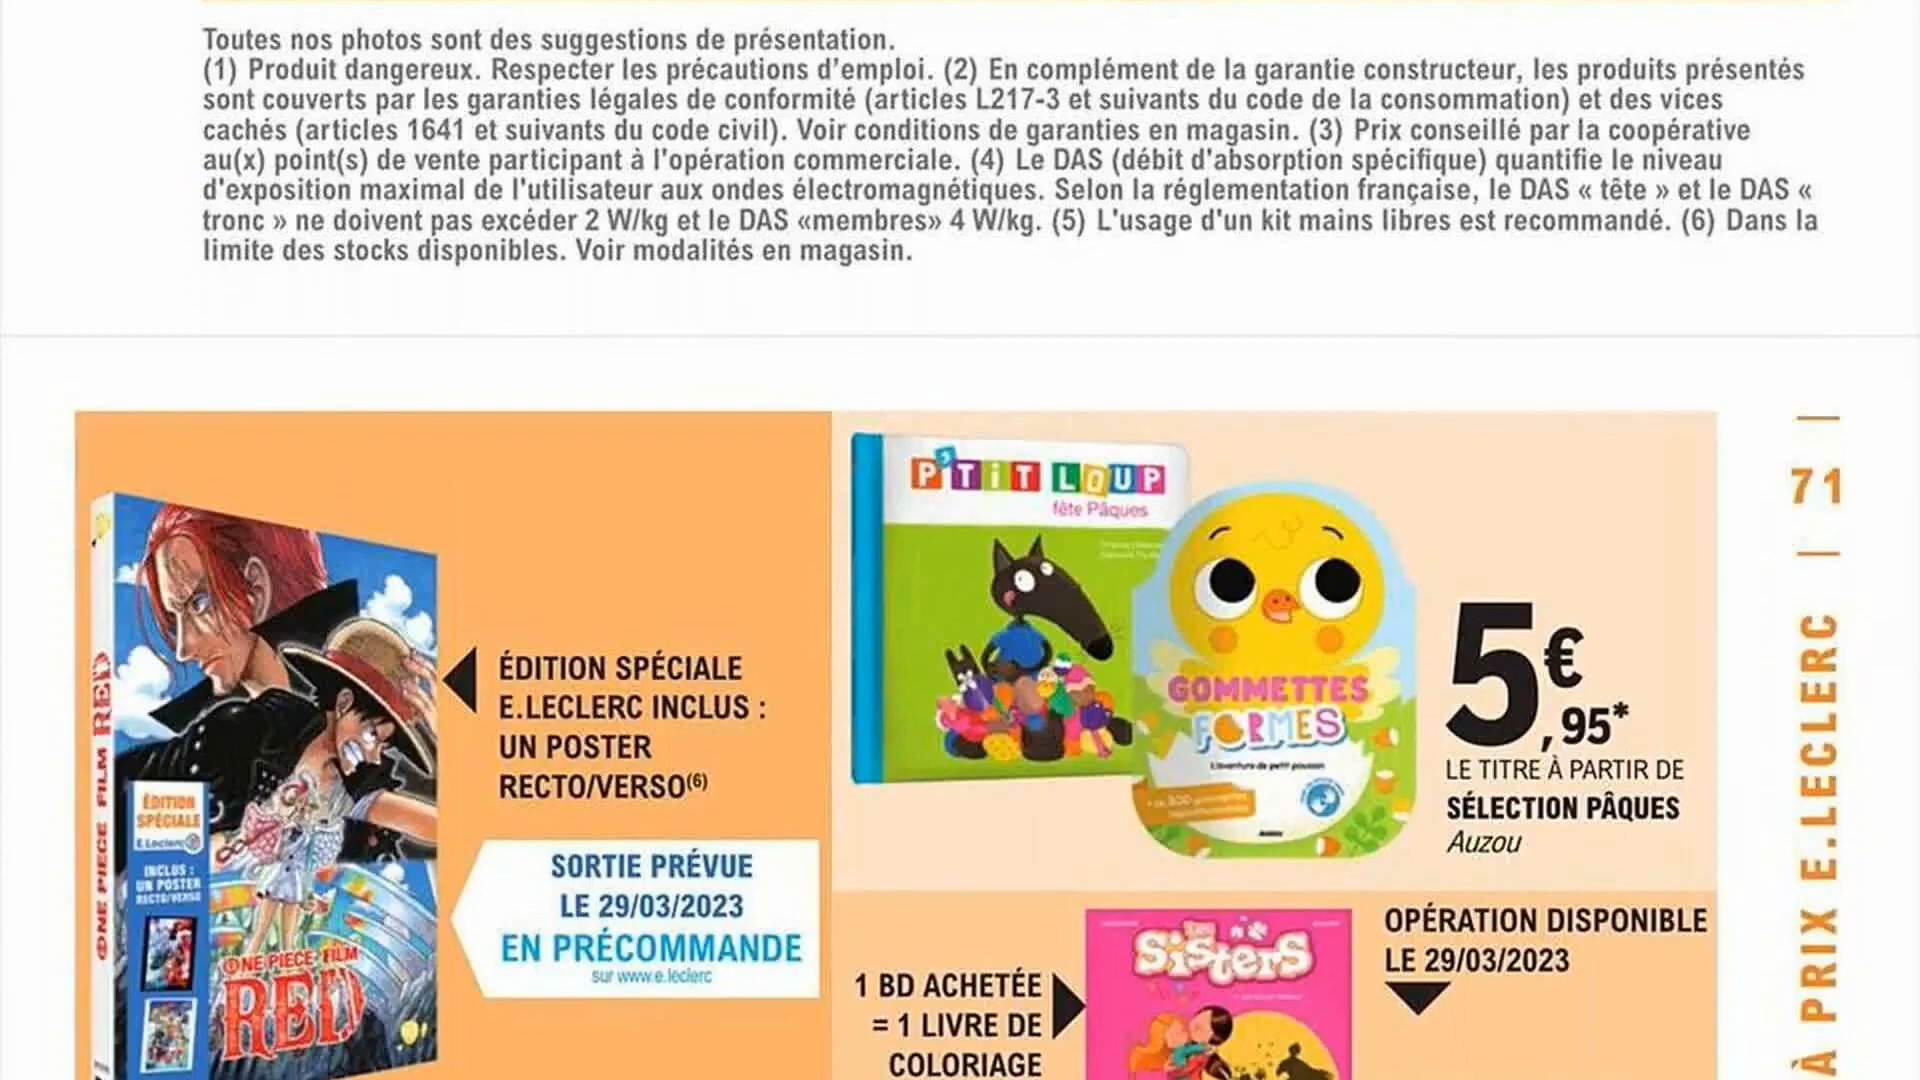 Toutes nos photos sont des suggestions de présentation.
(1) Produit dangereux. Respecter les précautions d'emploi. (2) En complément de la garantie constructeur, les produits présentés
sont couverts par les garanties légales de conformité (articles L217-3 et suivants du code de la consommation) et des vices
cachés (articles 1641 et suivants du code civil). Voir conditions de garanties en magasin. (3) Prix conseillé par la coopérative
au(x) point(s) de vente participant à l'opération commerciale. (4) Le DAS (débit d'absorption spécifique) quantifie le niveau
d'exposition maximal de l'utilisateur aux ondes électromagnétiques. Selon la réglementation française, le DAS « tête » et le DAS «
tronc » ne doivent pas excéder 2 W/kg et le DAS «membres» 4 W/kg. (5) L'usage d'un kit mains libres est recommandé. (6) Dans la
limite des stocks disponibles. Voir modalités en magasin.
ONE PIECE FILM RED
ÉDITION
SPÉCIALE
E.Leclerc
INCLUS :
UN POSTER
RECTO/VERSO
ONE PIECE FILM
RED
ÉDITION SPÉCIALE
E.LECLERC INCLUS :
UN POSTER
RECTO/VERSO(6)
SORTIE PRÉVUE
LE 29/03/2023
EN PRÉCOMMANDE
sur www.e.leclerc
P'TIT LOUP
fête Pâques
GOMMETTES
FORMES
L'aventure de petit poussin
5€,95*
LE TITRE À PARTIR DE
SÉLECTION PÂQUES
Auzou
1 BD ACHETÉE
= 1 LIVRE DE
COLORIAGE
Les
Sisters
OPÉRATION DISPONIBLE
LE 29/03/2023
71
À PRIX E.LECLERC